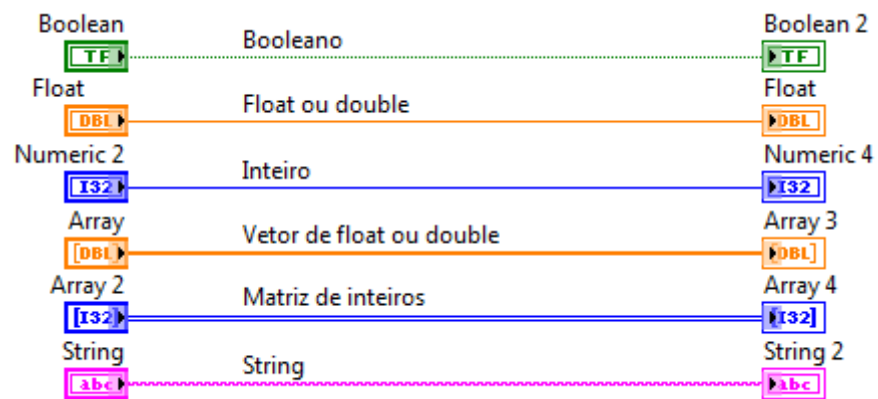 Boolean Boolean 2
TF Booleano TF
Float Float
DBL Float ou double DBL
Numeric 2 Numeric 4
I32 Inteiro I32
Array Array 3
[DBL] Vetor de float ou double [DBL]
Array 2 Array 4
[I32] Matriz de inteiros [I32]
String String 2
abc String abc